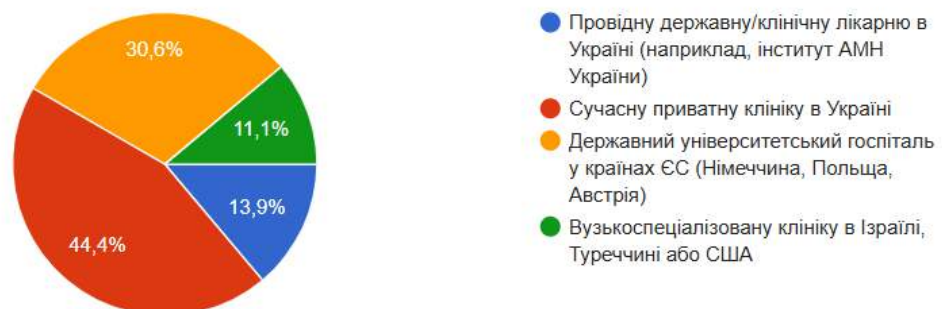 30,6%
11,1%
13,9%
44,4%
Провідну державну/клінічну лікарню в
Україні (наприклад, інститут АМН
України)
Сучасну приватну клініку в Україні
Державний університетський госпіталь
у країнах ЄС (Німеччина, Польща,
Австрія)
Вузькоспеціалізовану клініку в Ізраїлі,
Туреччині або США